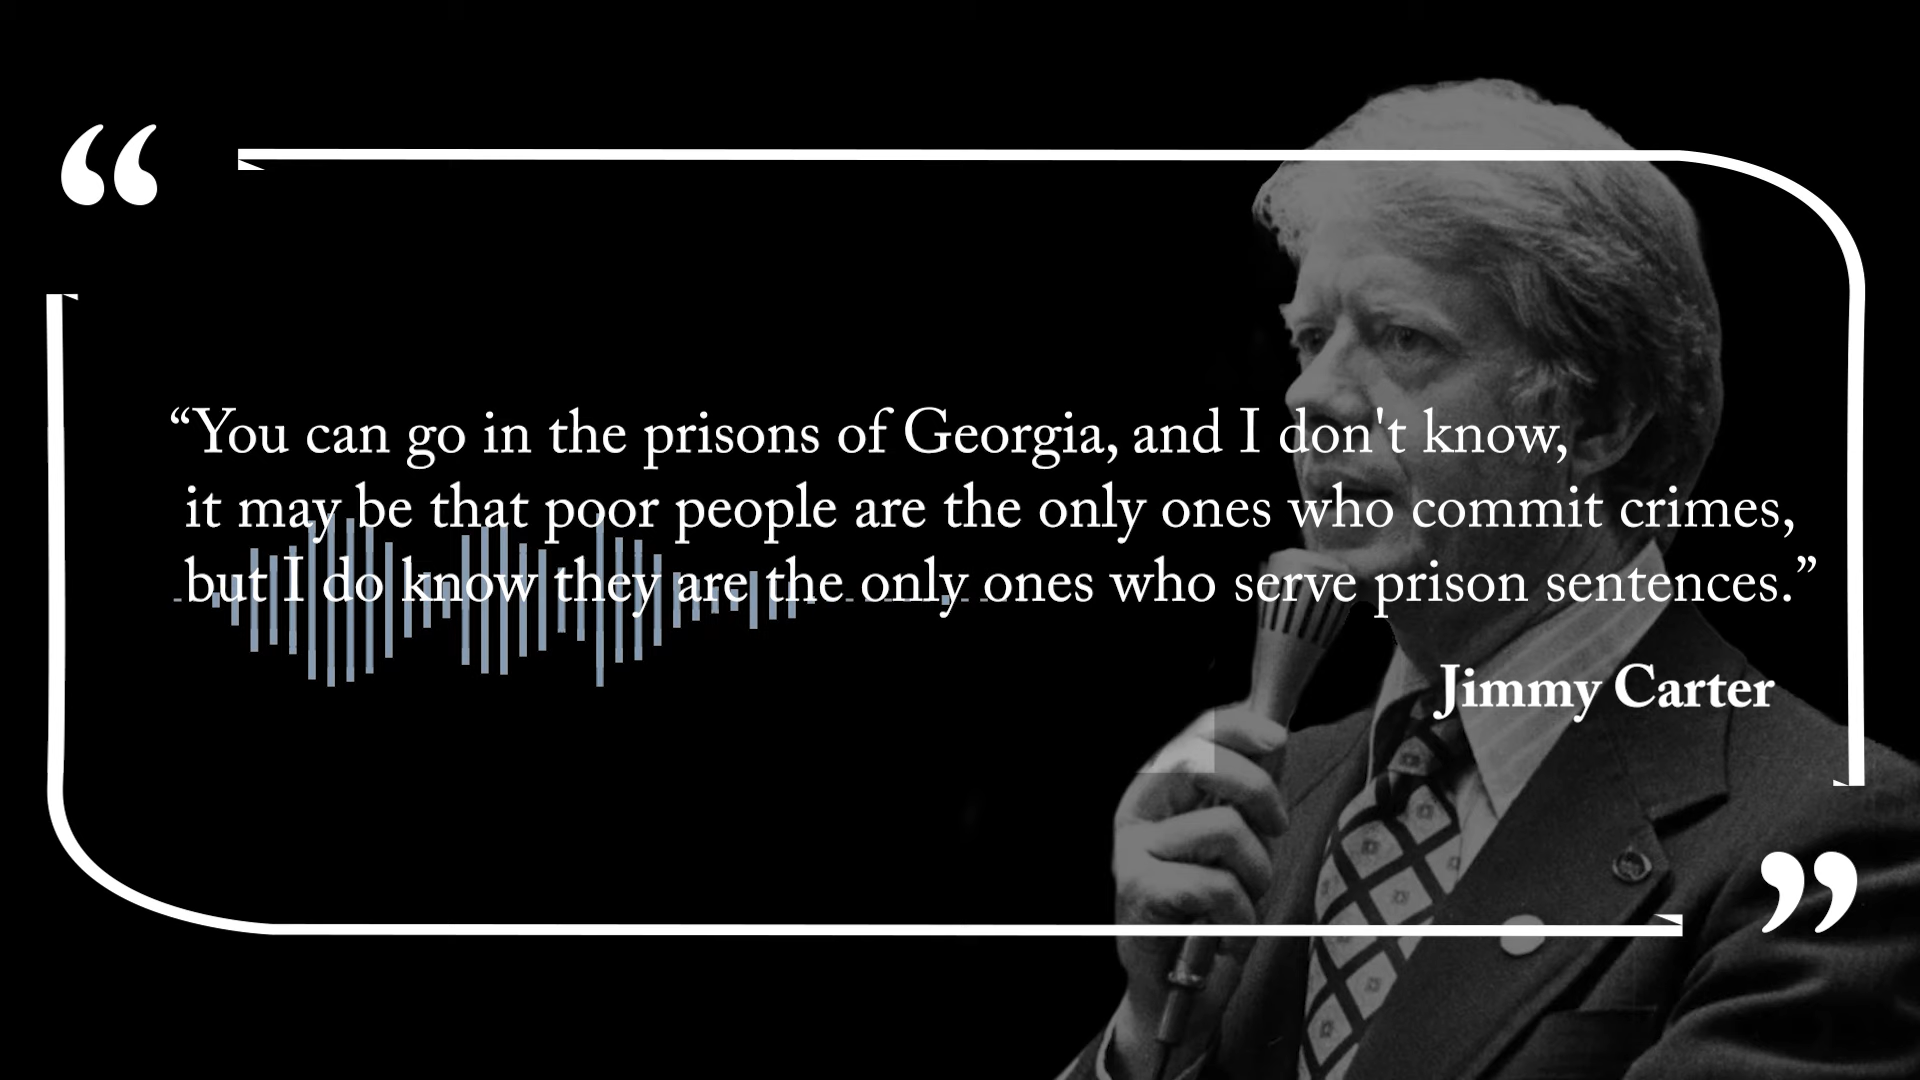 “You can go in the prisons of Georgia, and I don't know,
it may be that poor people are the only ones who commit crimes,
but I do know they are the only ones who serve prison sentences.”
Jimmy Carter